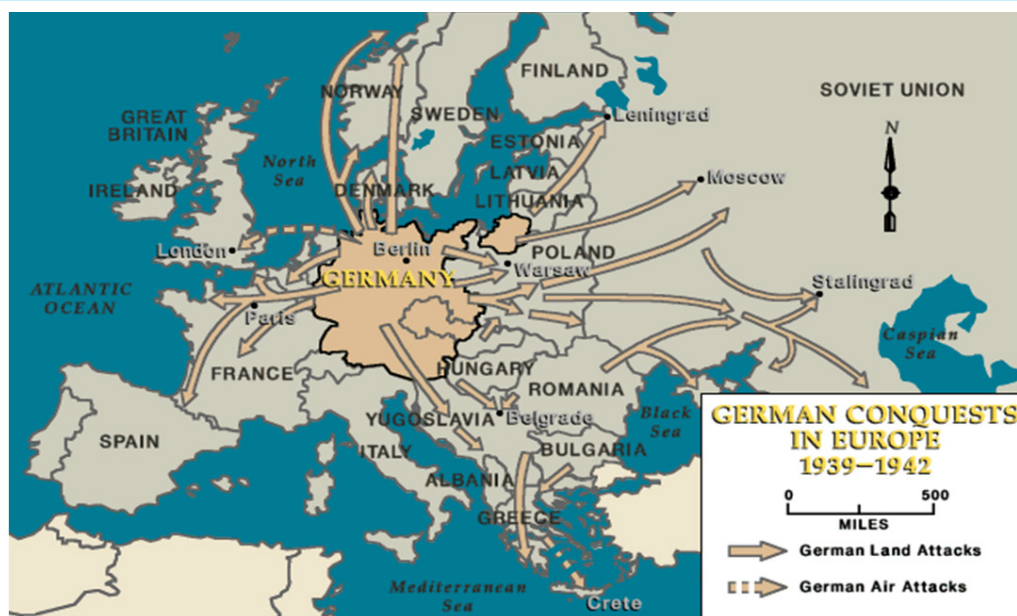 FINLAND
SOVIET UNION
NORWAY
SWEDEN
GREAT
BRITAIN
Leningrad
N
ESTONIA
North
Sea
LATVIA
IRELAND
DENMARK
LITHUANIA
Moscow
London
Berlin
POLAND
Warsaw
GERMANY
ATLANTIC
OCEAN
Stalingrad
Paris
Caspian
Sea
FRANCE
HUNGARY
ROMANIA
YUGOSLAVIA
Belgrade
Black
Sea
SPAIN
ITALY
BULGARIA
ALBANIA
GREECE
Mediterranean
Sea
Crete
GERMAN CONQUESTS
IN EUROPE
1939–1942
0 500
MILES
German Land Attacks
German Air Attacks